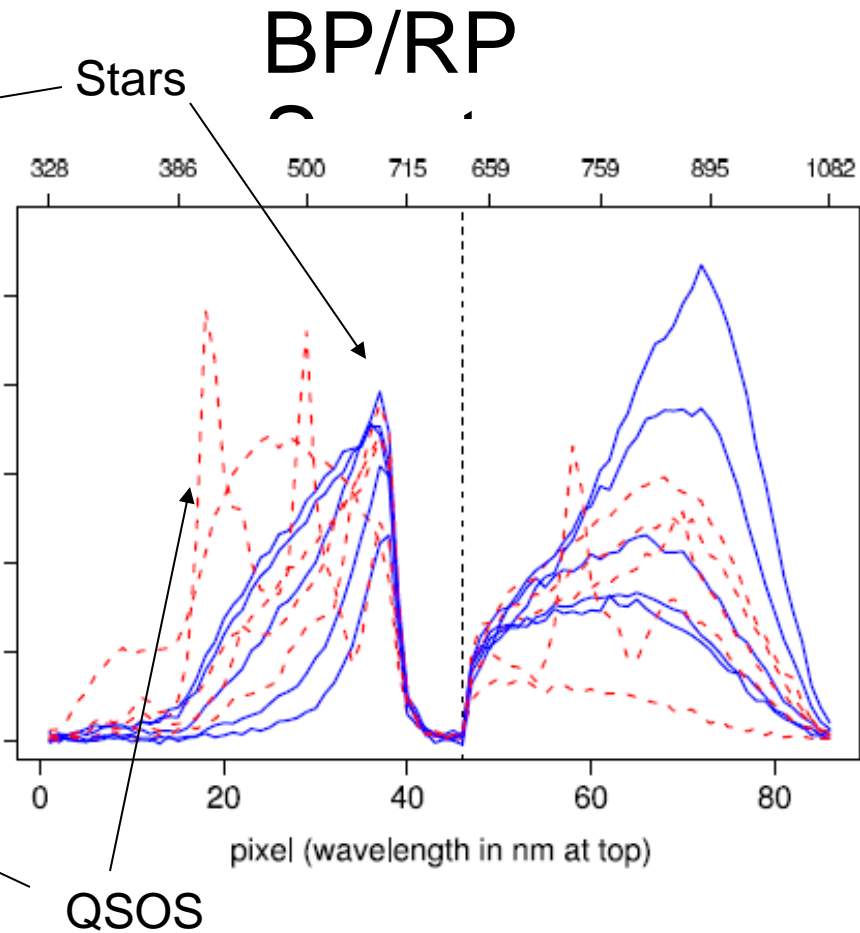 BP/RP
Stars
328 386 500 715 659 759 895 1082
0 20 40 60 80
pixel (wavelength in nm at top)
QSOS